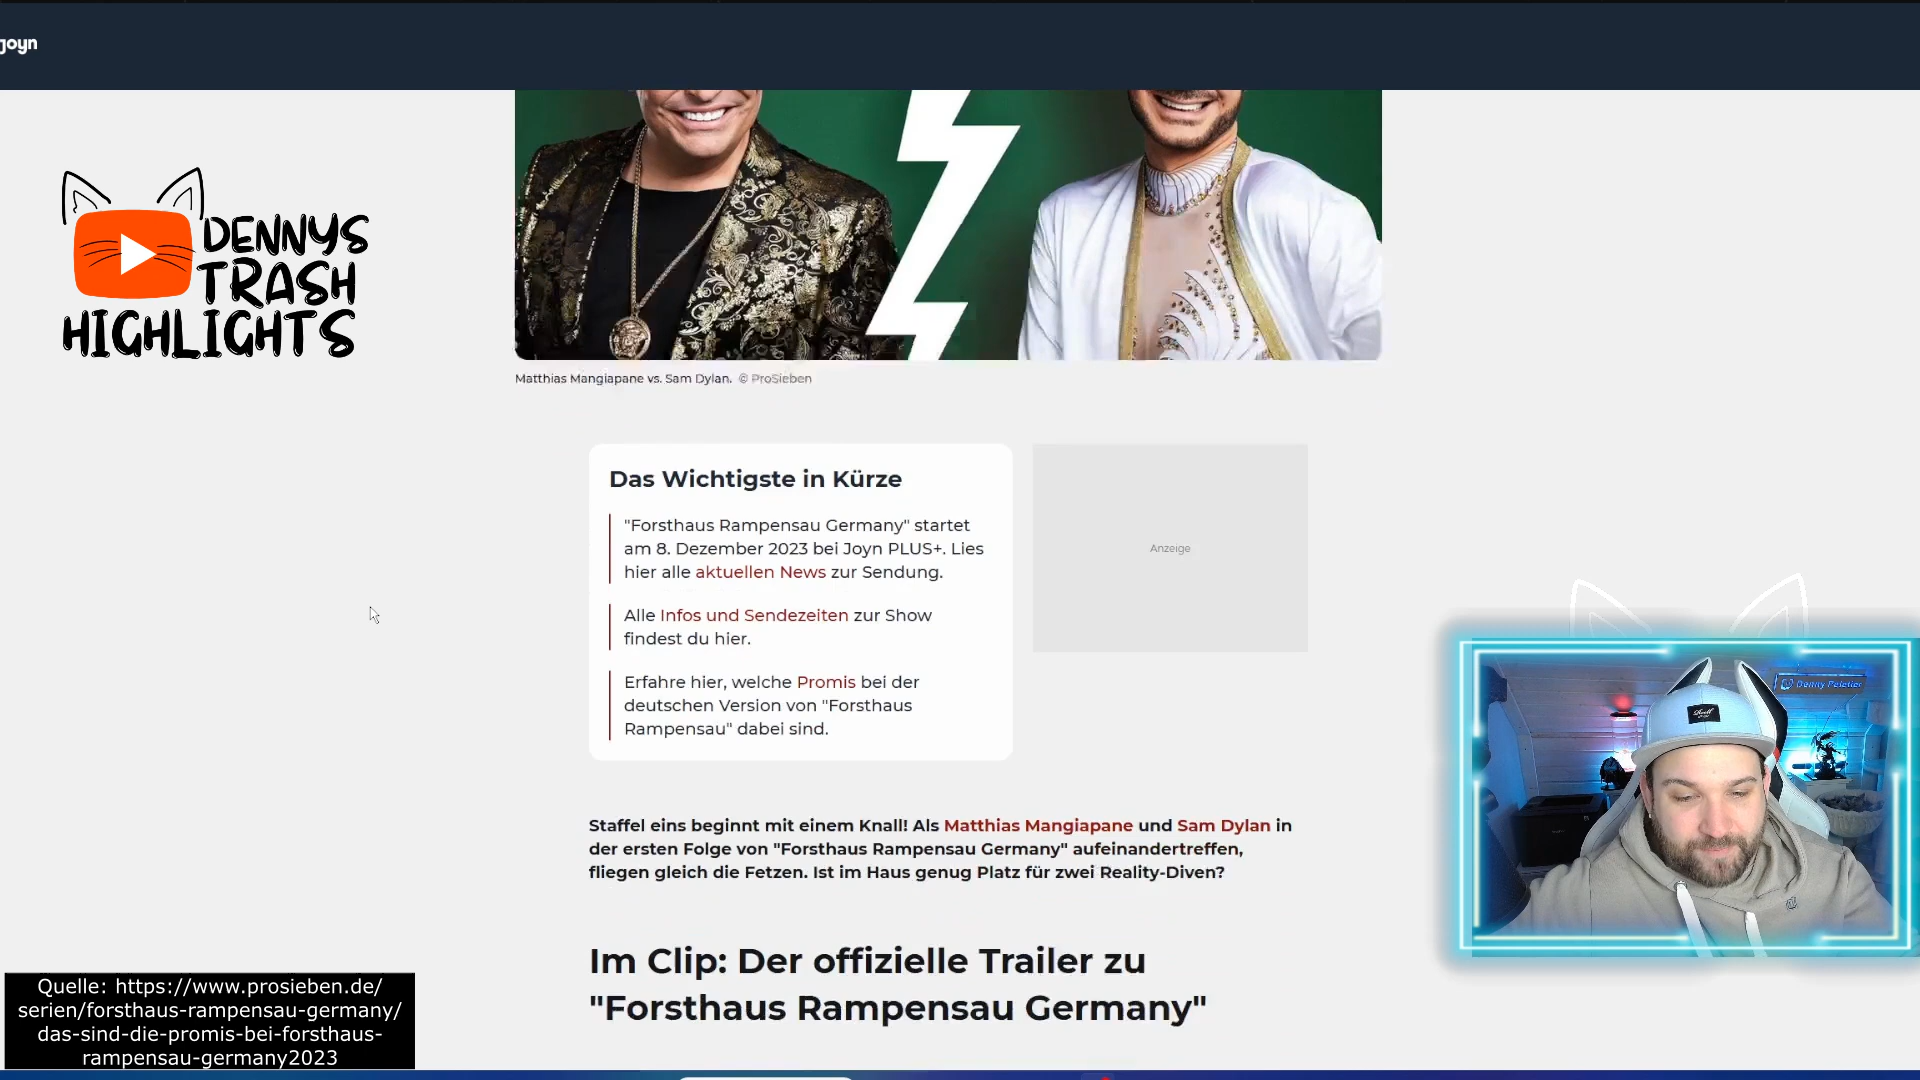 joyn
DENNYS
TRASH
HIGHLIGHTS
Matthias Mangiapane vs. Sam Dylan. © ProSieben
Das Wichtigste in Kürze
"Forsthaus Rampensau Germany" startet
am 8. Dezember 2023 bei Joyn PLUS+. Lies
hier alle aktuellen News zur Sendung.
Anzeige
Alle Infos und Sendezeiten zur Show
findest du hier.
Erfahre hier, welche Promis bei der
deutschen Version von "Forsthaus
Rampensau" dabei sind.
Denny Peletier
Staffel eins beginnt mit einem Knall! Als Matthias Mangiapane und Sam Dylan in
der ersten Folge von "Forsthaus Rampensau Germany" aufeinandertreffen,
fliegen gleich die Fetzen. Ist im Haus genug Platz für zwei Reality-Diven?
Im Clip: Der offizielle Trailer zu
"Forsthaus Rampensau Germany"
Quelle: https://www.prosieben.de/
serien/forsthaus-rampensau-germany/
das-sind-die-promis-bei-forsthaus-
rampensau-germany2023